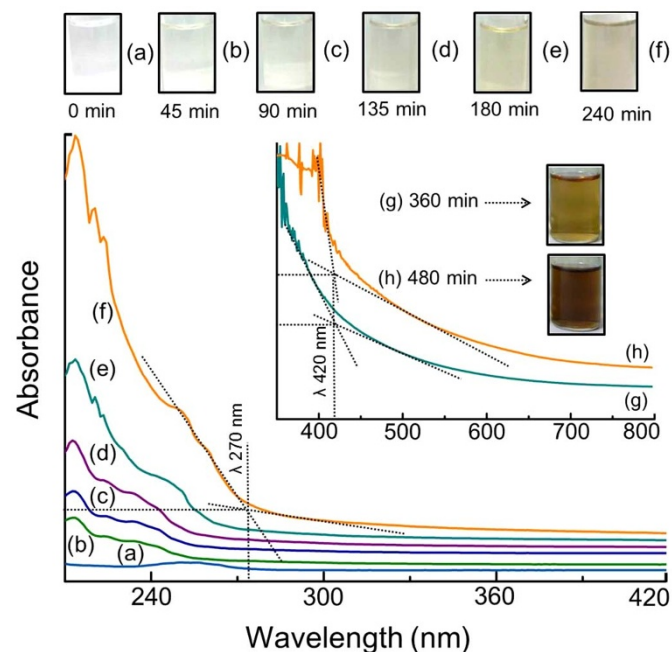 (a) (b) (c) (d) (e) (f)
0 min 45 min 90 min 135 min 180 min 240 min
(g) 360 min
(h) 480 min
(f)
(e)
(d)
(c)
(b)
(a)
λ 270 nm
λ 420 nm
(h)
(g)
400 500 600 700 800
Absorbance
240 300 360 420
Wavelength (nm)